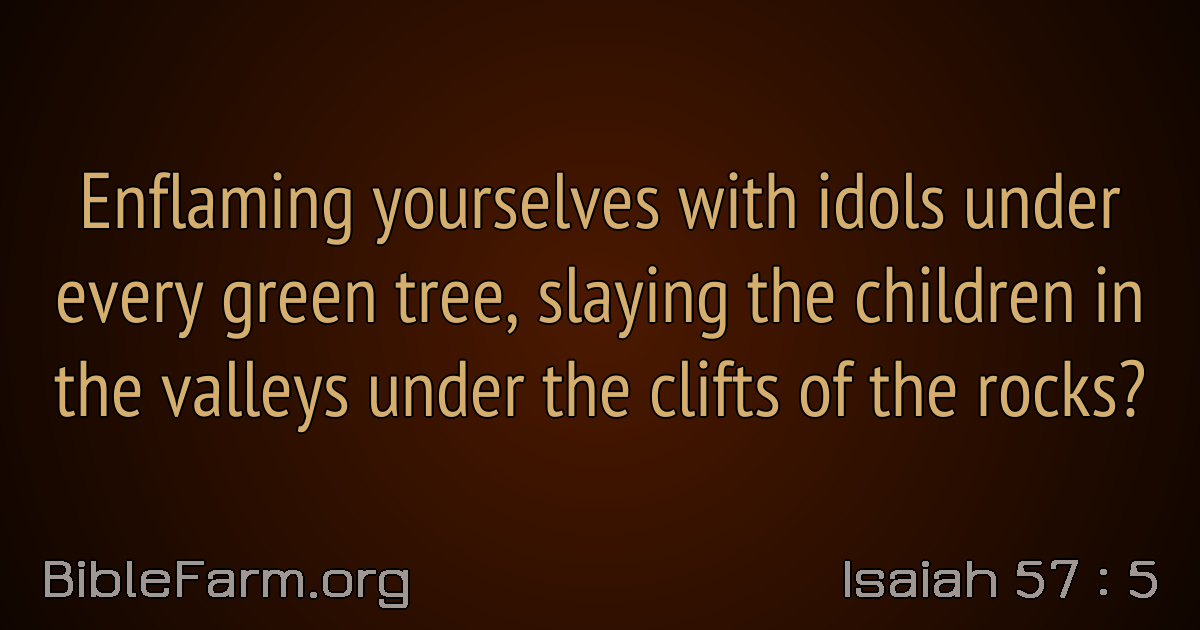 Enflaming yourselves with idols under
every green tree, slaying the children in
the valleys under the clifts of the rocks?
BibleFarm.org
Isaiah 57 : 5